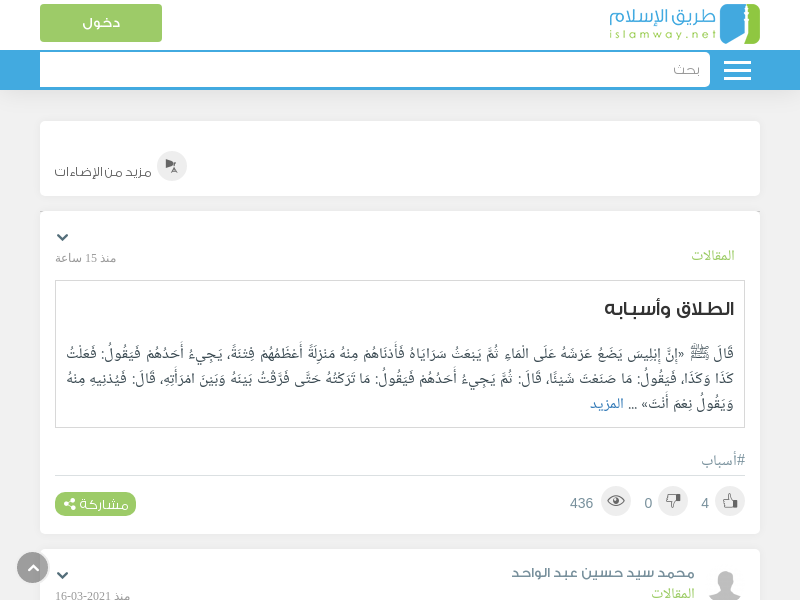 طريق الإسلام
islamway.net
دخول
بحث
مزيد من الإضاءات
منذ 15 ساعة
المقالات
الطلاق وأسبابه
قَالَ ﷺ «إِنَّ إِبْلِيسَ يَضَعُ عَرْشَهُ عَلَى الْمَاءِ ثُمَّ يَبْعَثُ سَرَايَاهُ فَأَدْنَاهُمْ مِنْهُ مَنْزِلَةً أَعْظَمُهُمْ فِتْنَةً، يَجِيءُ أَحَدُهُمْ فَيَقُولُ: فَعَلْتُ
كَذَا وَكَذَا، فَيَقُولُ: مَا صَنَعْتَ شَيْئًا، قَالَ: ثُمَّ يَجِيءُ أَحَدُهُمْ فَيَقُولُ: مَا تَرَكْتُهُ حَتَّى فَرَّقْتُ بَيْنَهُ وَبَيْنَ امْرَأَتِهِ، قَالَ: فَيُدْنِيهِ مِنْهُ
وَيَقُولُ نِعْمَ أَنْتَ» ... المزيد
#أسباب
4 0 436
مشاركة
محمد سيد حسين عبد الواحد
المقالات
منذ 2021-03-16